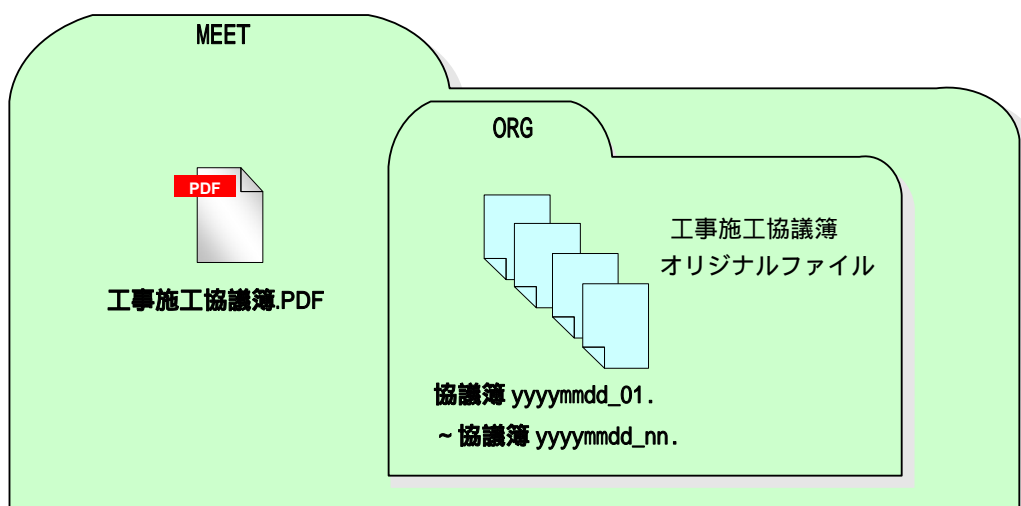 MEET
ORG
PDF
工事施工協議簿.PDF
工事施工協議簿
オリジナルファイル
協議簿 yyyymmdd_01.
~協議簿 yyyymmdd_nn.